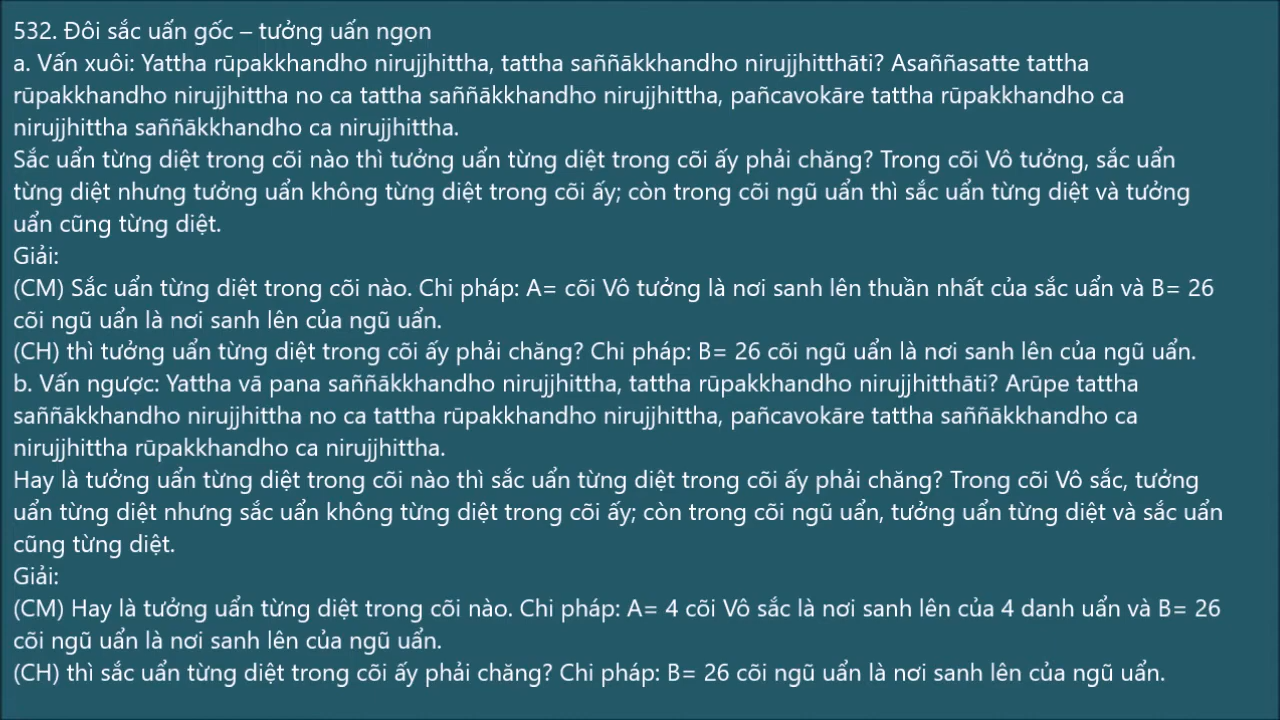 532. Đôi sắc uấn gốc – tưởng uấn ngọn
a. Vấn xuôi: Yattha rūpakkhandho nirujjhittha, tattha saññākkhandho nirujjhitthāti? Asaññasatte tattha
rūpakkhandho nirujjhittha no ca tattha saññākkhandho nirujjhittha, pañcavokāre tattha rūpakkhandho ca
nirujjhittha saññākkhandho ca nirujjhittha.
Sắc uẩn từng diệt trong cõi nào thì tưởng uẩn từng diệt trong cõi ấy phải chăng? Trong cõi Vô tưởng, sắc uẩn
từng diệt nhưng tưởng uẩn không từng diệt trong cõi ấy; còn trong cõi ngũ uẩn thì sắc uẩn từng diệt và tưởng
uẩn cũng từng diệt.
Giải:
(CM) Sắc uẩn từng diệt trong cõi nào. Chi pháp: A= cõi Vô tưởng là nơi sanh lên thuần nhất của sắc uẩn và B= 26
cõi ngũ uẩn là nơi sanh lên của ngũ uẩn.
(CH) thì tưởng uẩn từng diệt trong cõi ấy phải chăng? Chi pháp: B= 26 cõi ngũ uẩn là nơi sanh lên của ngũ uẩn.
b. Vấn ngược: Yattha vā pana saññākkhandho nirujjhittha, tattha rūpakkhandho nirujjhitthāti? Arūpe tattha
saññākkhandho nirujjhittha no ca tattha rūpakkhandho nirujjhittha, pañcavokāre tattha saññākkhandho ca
nirujjhittha rūpakkhandho ca nirujjhittha.
Hay là tưởng uẩn từng diệt trong cõi nào thì sắc uẩn từng diệt trong cõi ấy phải chăng? Trong cõi Vô sắc, tưởng
uẩn từng diệt nhưng sắc uẩn không từng diệt trong cõi ấy; còn trong cõi ngũ uẩn, tưởng uẩn từng diệt và sắc uẩn
cũng từng diệt.
Giải:
(CM) Hay là tưởng uẩn từng diệt trong cõi nào. Chi pháp: A= 4 cõi Vô sắc là nơi sanh lên của 4 danh uẩn và B= 26
cõi ngũ uẩn là nơi sanh lên của ngũ uẩn.
(CH) thì sắc uẩn từng diệt trong cõi ấy phải chăng? Chi pháp: B= 26 cõi ngũ uẩn là nơi sanh lên của ngũ uẩn.